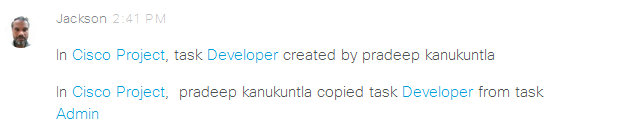 Jackson 2:41 PM
In Cisco Project, task Developer created by pradeep kanukuntla
In Cisco Project, pradeep kanukuntla copied task Developer from task
Admin